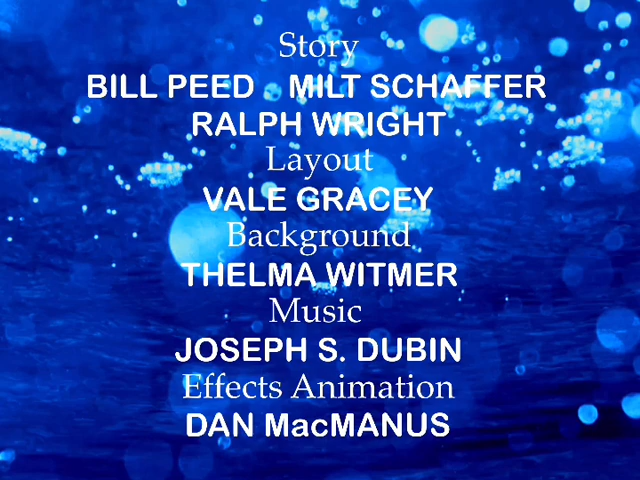 Story
BILL PEED MILT SCHAFFER
RALPH WRIGHT
Layout
VALE GRACEY
Background
THELMA WITMER
Music
JOSEPH S. DUBIN
Effects Animation
DAN MacMANUS